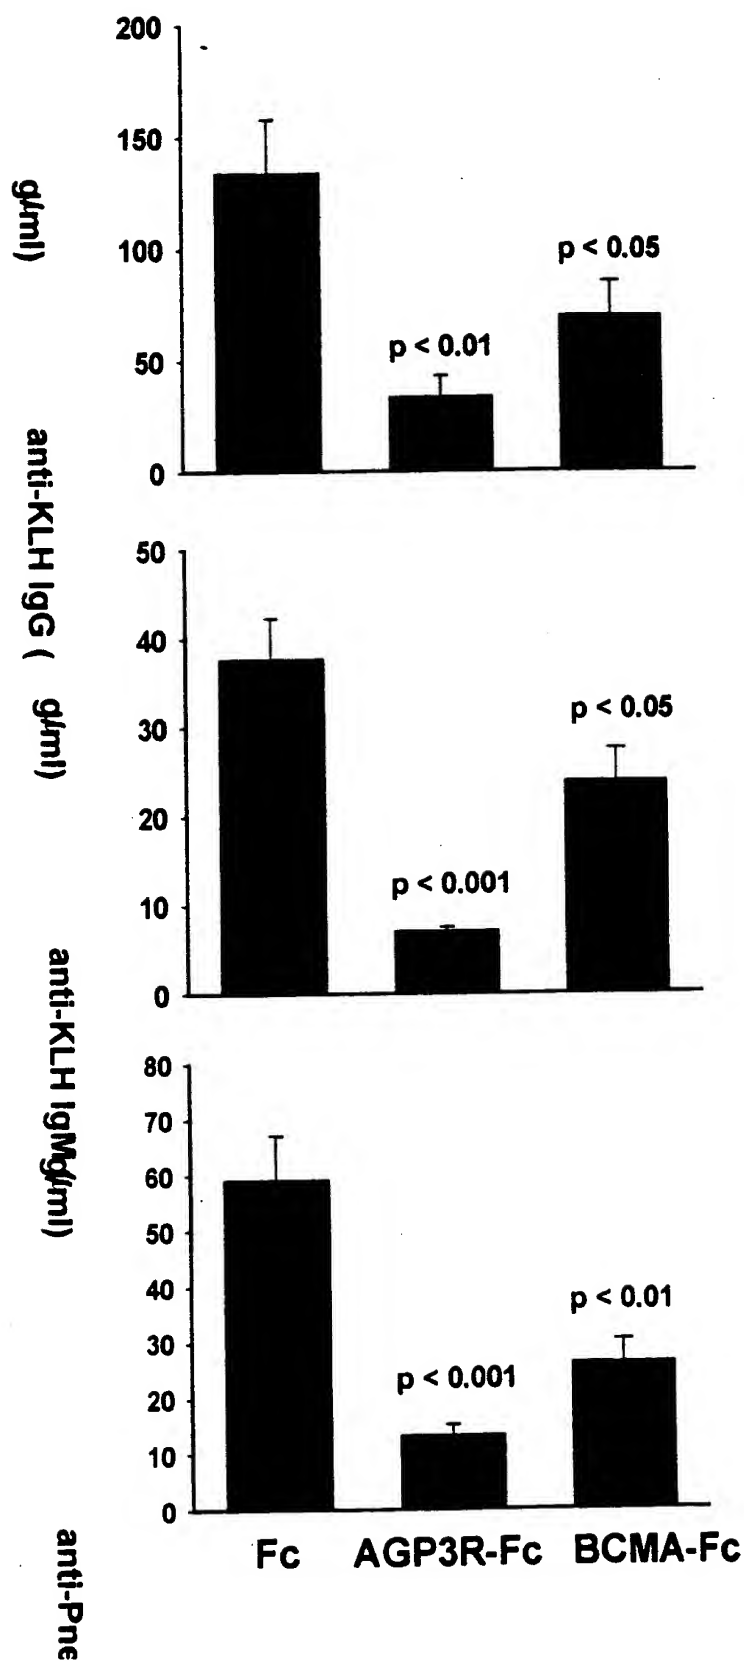 200
150
100
50
0
p < 0.01
p < 0.05
g/ml)
anti-KLH IgG (
50
40
30
20
10
0
p < 0.001
p < 0.05
g/ml)
anti-KLH IgM
80
70
60
50
40
30
20
10
0
p < 0.001
p < 0.01
g/ml)
anti-Pne
Fc AGP3R-Fc BCMA-Fc